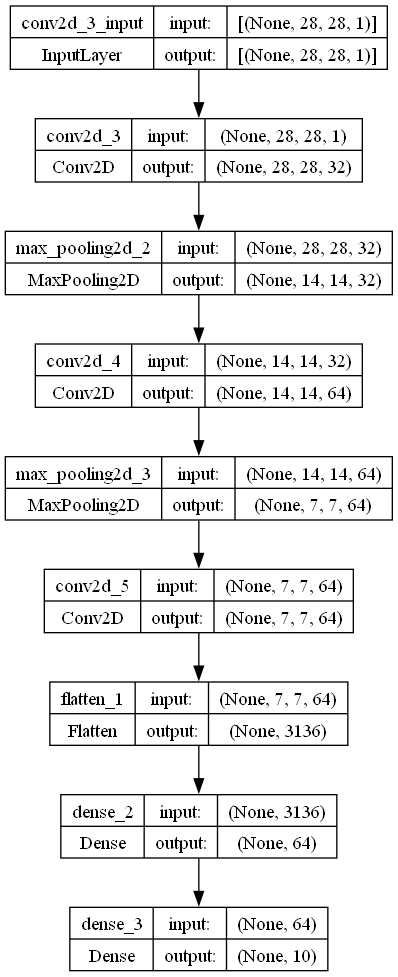 conv2d_3_input input: [(None, 28, 28, 1)]
InputLayer output: [(None, 28, 28, 1)]
conv2d_3 input: (None, 28, 28, 1)
Conv2D output: (None, 28, 28, 32)
max_pooling2d_2 input: (None, 28, 28, 32)
MaxPooling2D output: (None, 14, 14, 32)
conv2d_4 input: (None, 14, 14, 32)
Conv2D output: (None, 14, 14, 64)
max_pooling2d_3 input: (None, 14, 14, 64)
MaxPooling2D output: (None, 7, 7, 64)
conv2d_5 input: (None, 7, 7, 64)
Conv2D output: (None, 7, 7, 64)
flatten_1 input: (None, 7, 7, 64)
Flatten output: (None, 3136)
dense_2 input: (None, 3136)
Dense output: (None, 64)
dense_3 input: (None, 64)
Dense output: (None, 10)